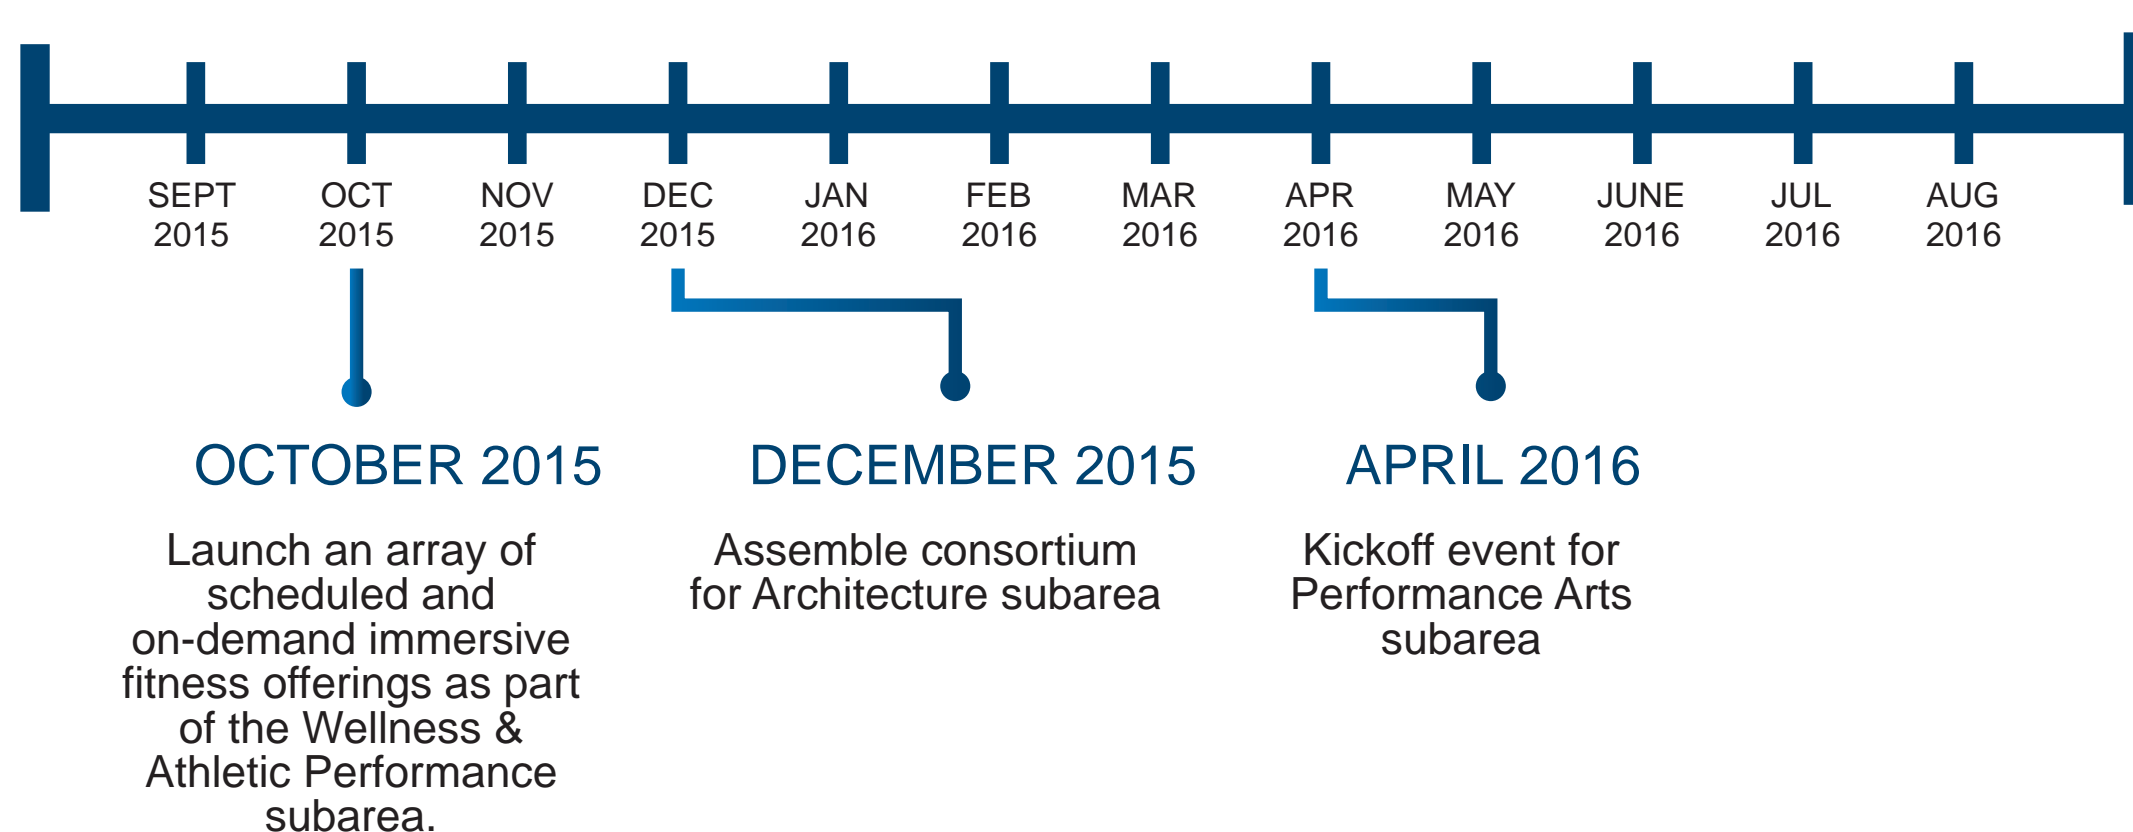 SEPT
2015
OCT
2015
NOV
2015
DEC
2015
JAN
2016
FEB
2016
MAR
2016
APR
2016
MAY
2016
JUNE
2016
JUL
2016
AUG
2016
OCTOBER 2015
Launch an array of
scheduled and
on-demand immersive
fitness offerings as part
of the Wellness &
Athletic Performance
subarea.
DECEMBER 2015
Assemble consortium
for Architecture subarea
APRIL 2016
Kickoff event for
Performance Arts
subarea